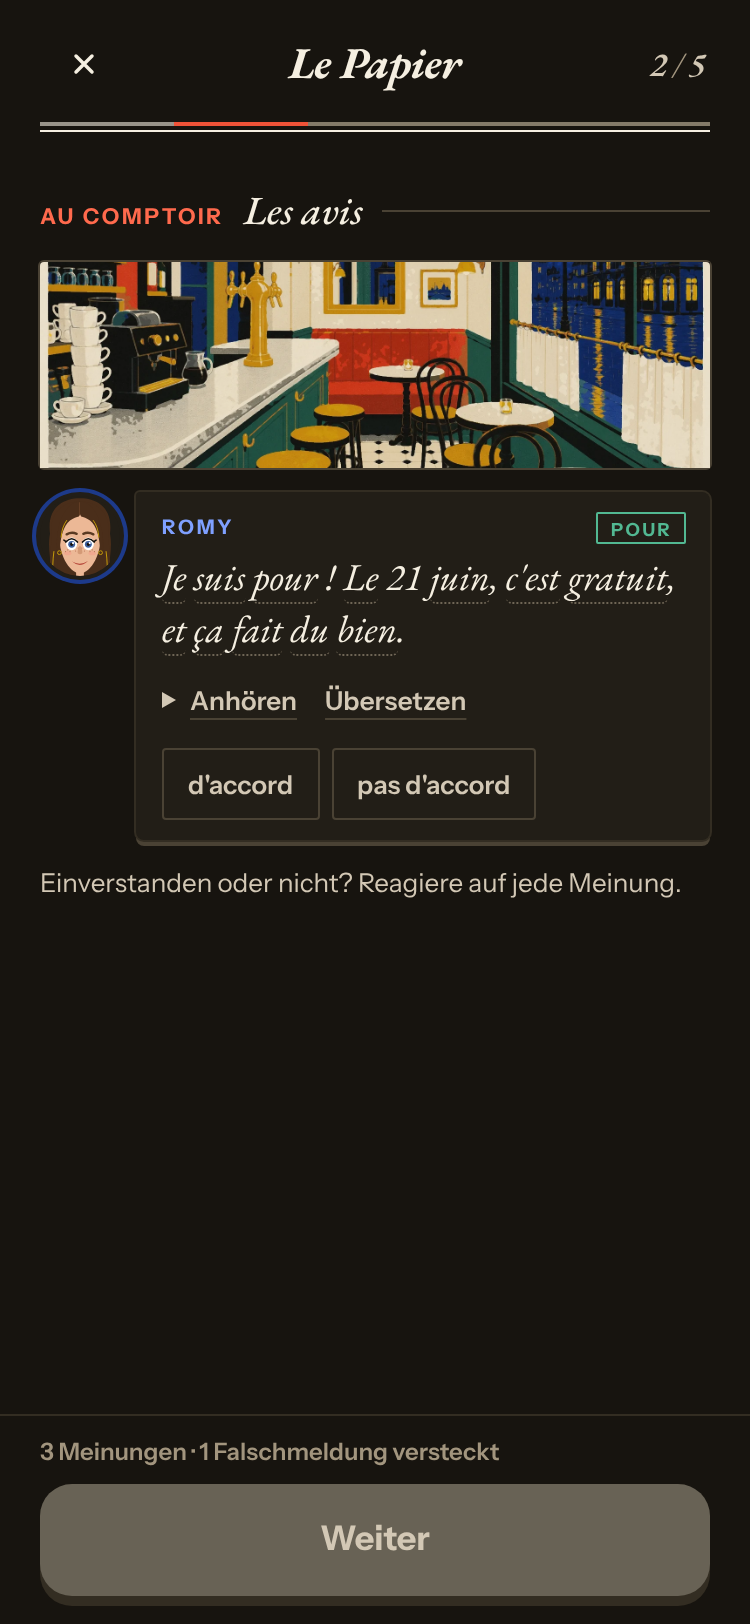 Le Papier
2/5
AU COMPTOIR Les avis
ROMY
POUR
Je suis pour ! Le 21 juin, c'est gratuit,
et ça fait du bien.
Anhören Übersetzen
d'accord pas d'accord
Einverstanden oder nicht? Reagiere auf jede Meinung.
3 Meinungen · 1 Falschmeldung versteckt
Weiter